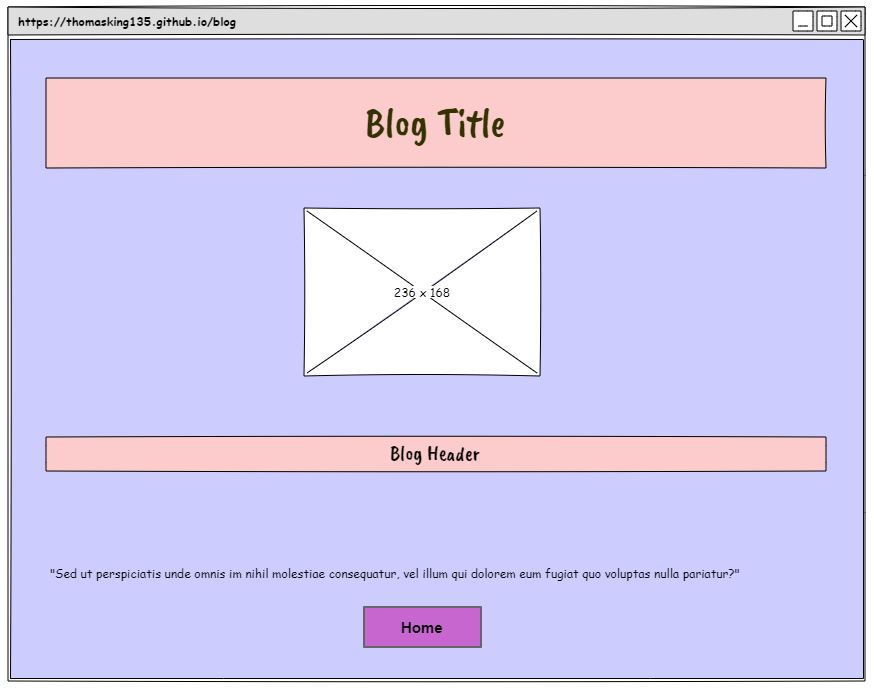 https://thomasking135.github.io/blog
Blog Title
236 x 168
Blog Header
"Sed ut perspiciatis unde omnis im nihil molestiae consequatur, vel illum qui dolorem eum fugiat quo voluptas nulla pariatur?"
Home